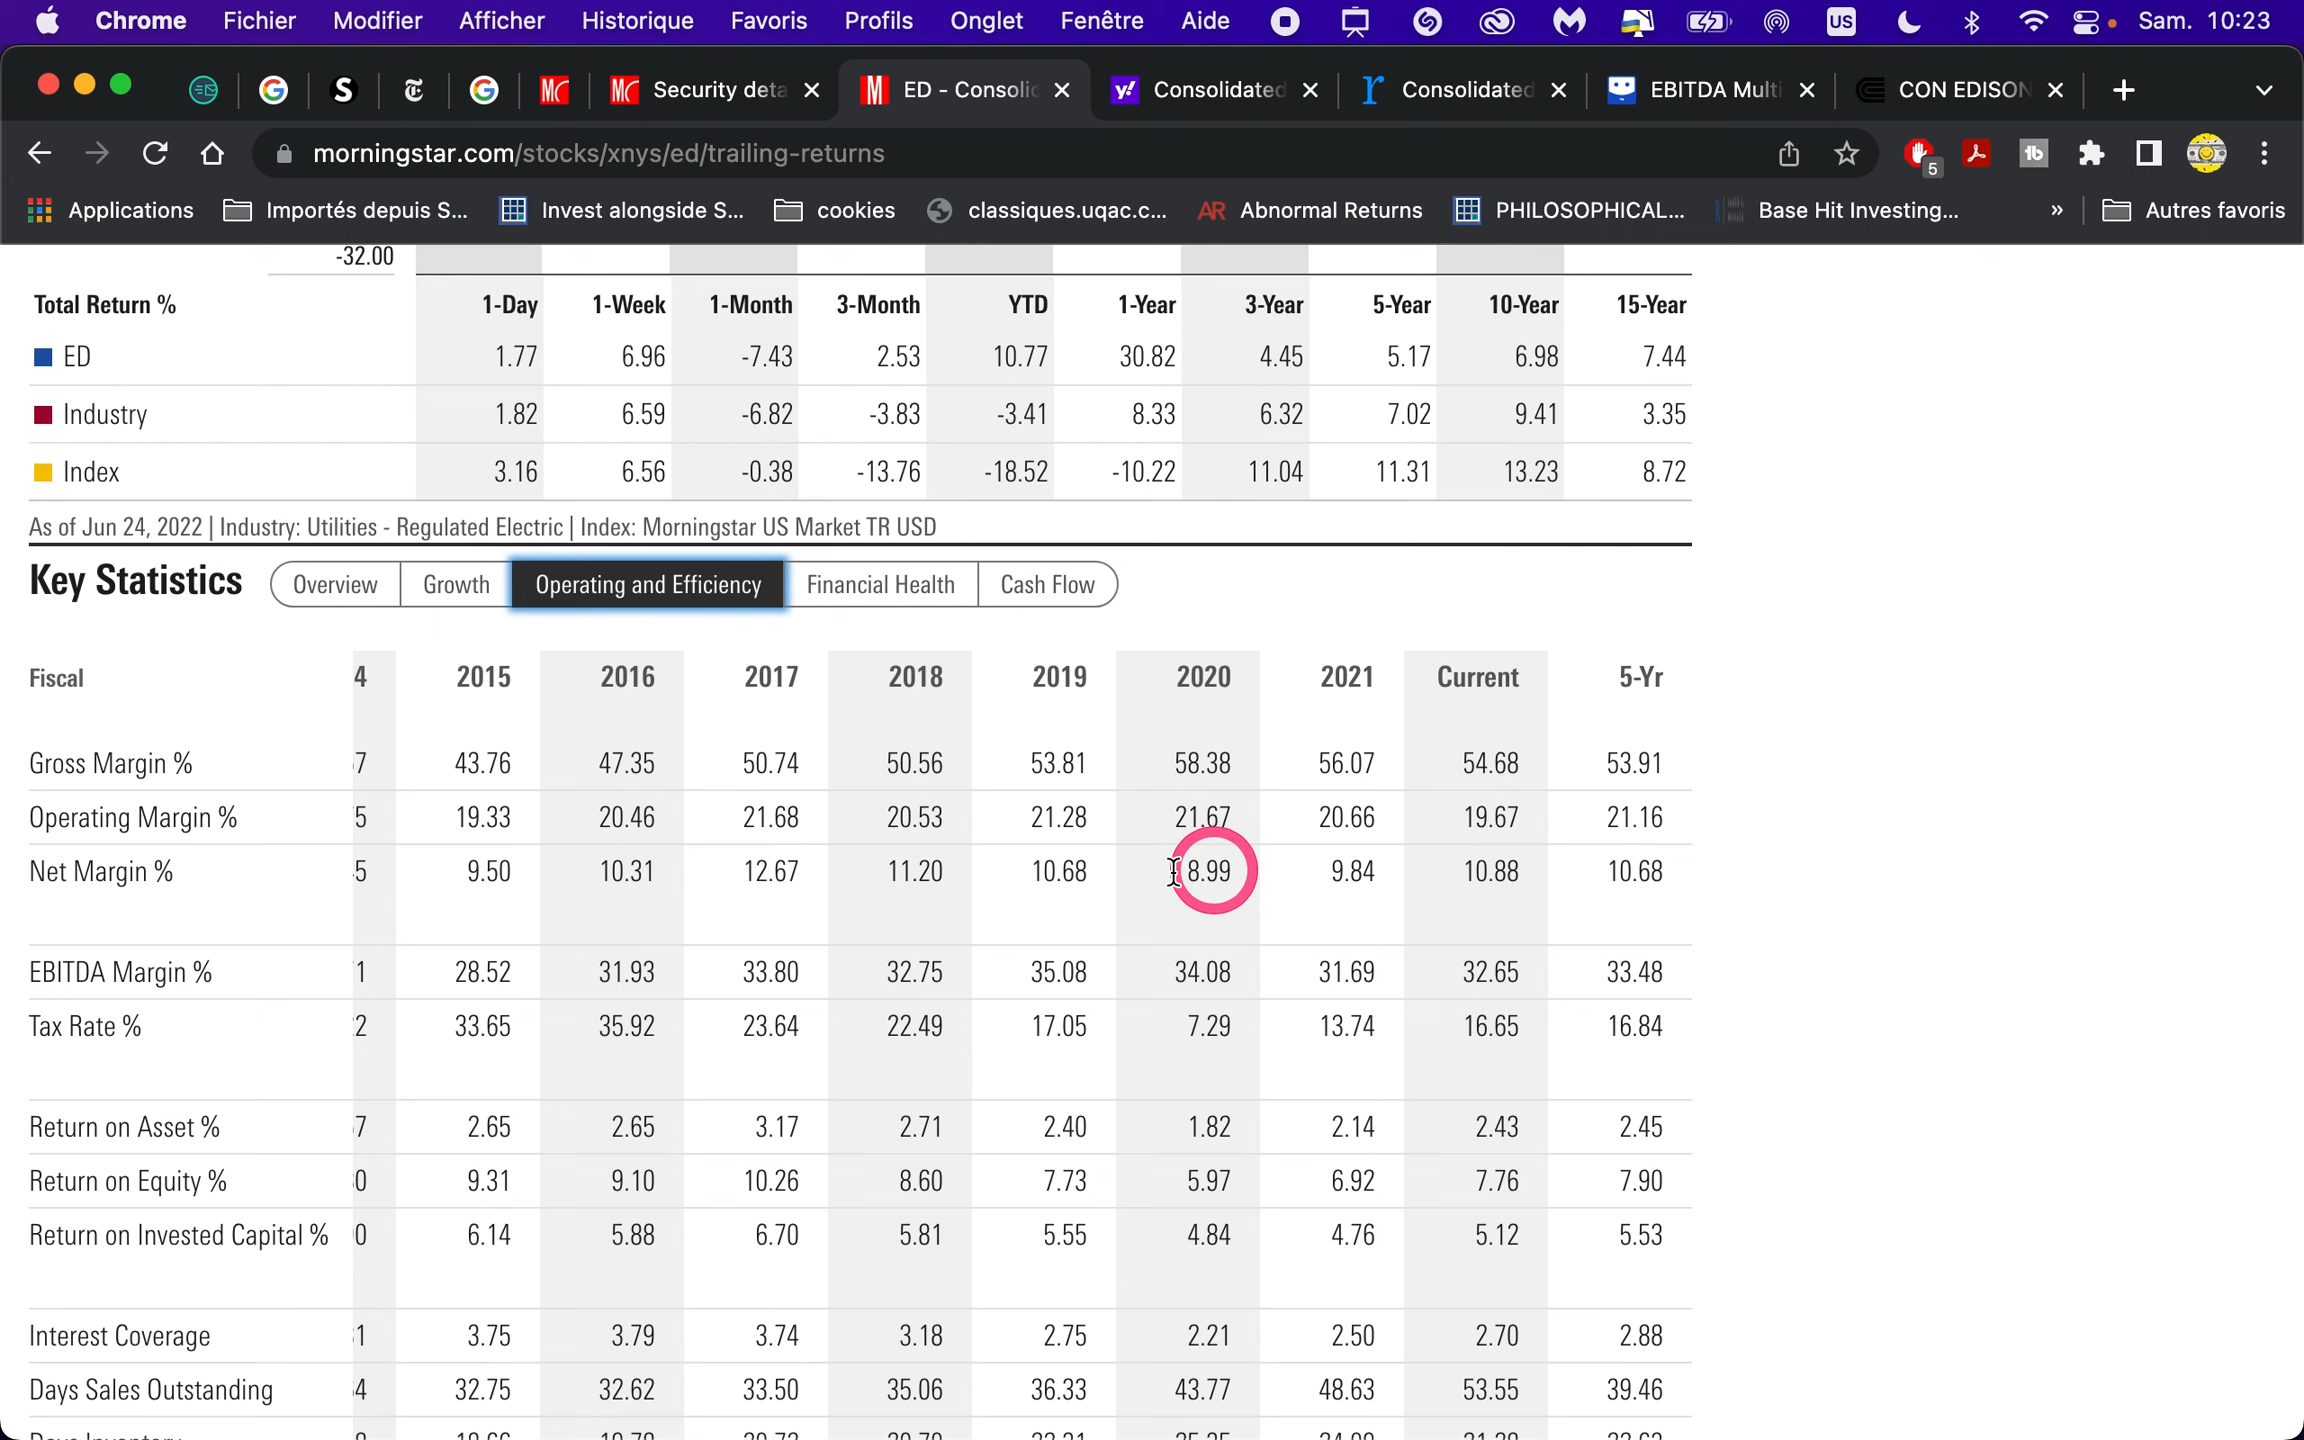 Chrome Fichier Modifier Afficher Historique Favoris Profils Onglet Fenêtre Aide US Sam. 10:23
Security deta ED - Consolid Consolidated Consolidated EBITDA Multi CON EDISON
morningstar.com/stocks/xnys/ed/trailing-returns 5
Applications Importés depuis S... Invest alongside S... cookies classiques.uqac.c... AR Abnormal Returns PHILOSOPHICAL... Base Hit Investing... » Autres favoris
-32.00
Total Return % 1-Day 1-Week 1-Month 3-Month YTD 1-Year 3-Year 5-Year 10-Year 15-Year
ED 1.77 6.96 -7.43 2.53 10.77 30.82 4.45 5.17 6.98 7.44
Industry 1.82 6.59 -6.82 -3.83 -3.41 8.33 6.32 7.02 9.41 3.35
Index 3.16 6.56 -0.38 -13.76 -18.52 -10.22 11.04 11.31 13.23 8.72
As of Jun 24, 2022 | Industry: Utilities - Regulated Electric | Index: Morningstar US Market TR USD
Key Statistics Overview Growth Operating and Efficiency Financial Health Cash Flow
Fiscal 4 2015 2016 2017 2018 2019 2020 2021 Current 5-Yr
Gross Margin % 7 43.76 47.35 50.74 50.56 53.81 58.38 56.07 54.68 53.91
Operating Margin % 5 19.33 20.46 21.68 20.53 21.28 21.67 20.66 19.67 21.16
Net Margin % 5 9.50 10.31 12.67 11.20 10.68 8.99 9.84 10.88 10.68
EBITDA Margin % 1 28.52 31.93 33.80 32.75 35.08 34.08 31.69 32.65 33.48
Tax Rate % 2 33.65 35.92 23.64 22.49 17.05 7.29 13.74 16.65 16.84
Return on Asset % 7 2.65 2.65 3.17 2.71 2.40 1.82 2.14 2.43 2.45
Return on Equity % 0 9.31 9.10 10.26 8.60 7.73 5.97 6.92 7.76 7.90
Return on Invested Capital % 0 6.14 5.88 6.70 5.81 5.55 4.84 4.76 5.12 5.53
Interest Coverage 1 3.75 3.79 3.74 3.18 2.75 2.21 2.50 2.70 2.88
Days Sales Outstanding 4 32.75 32.62 33.50 35.06 36.33 43.77 48.63 53.55 39.46